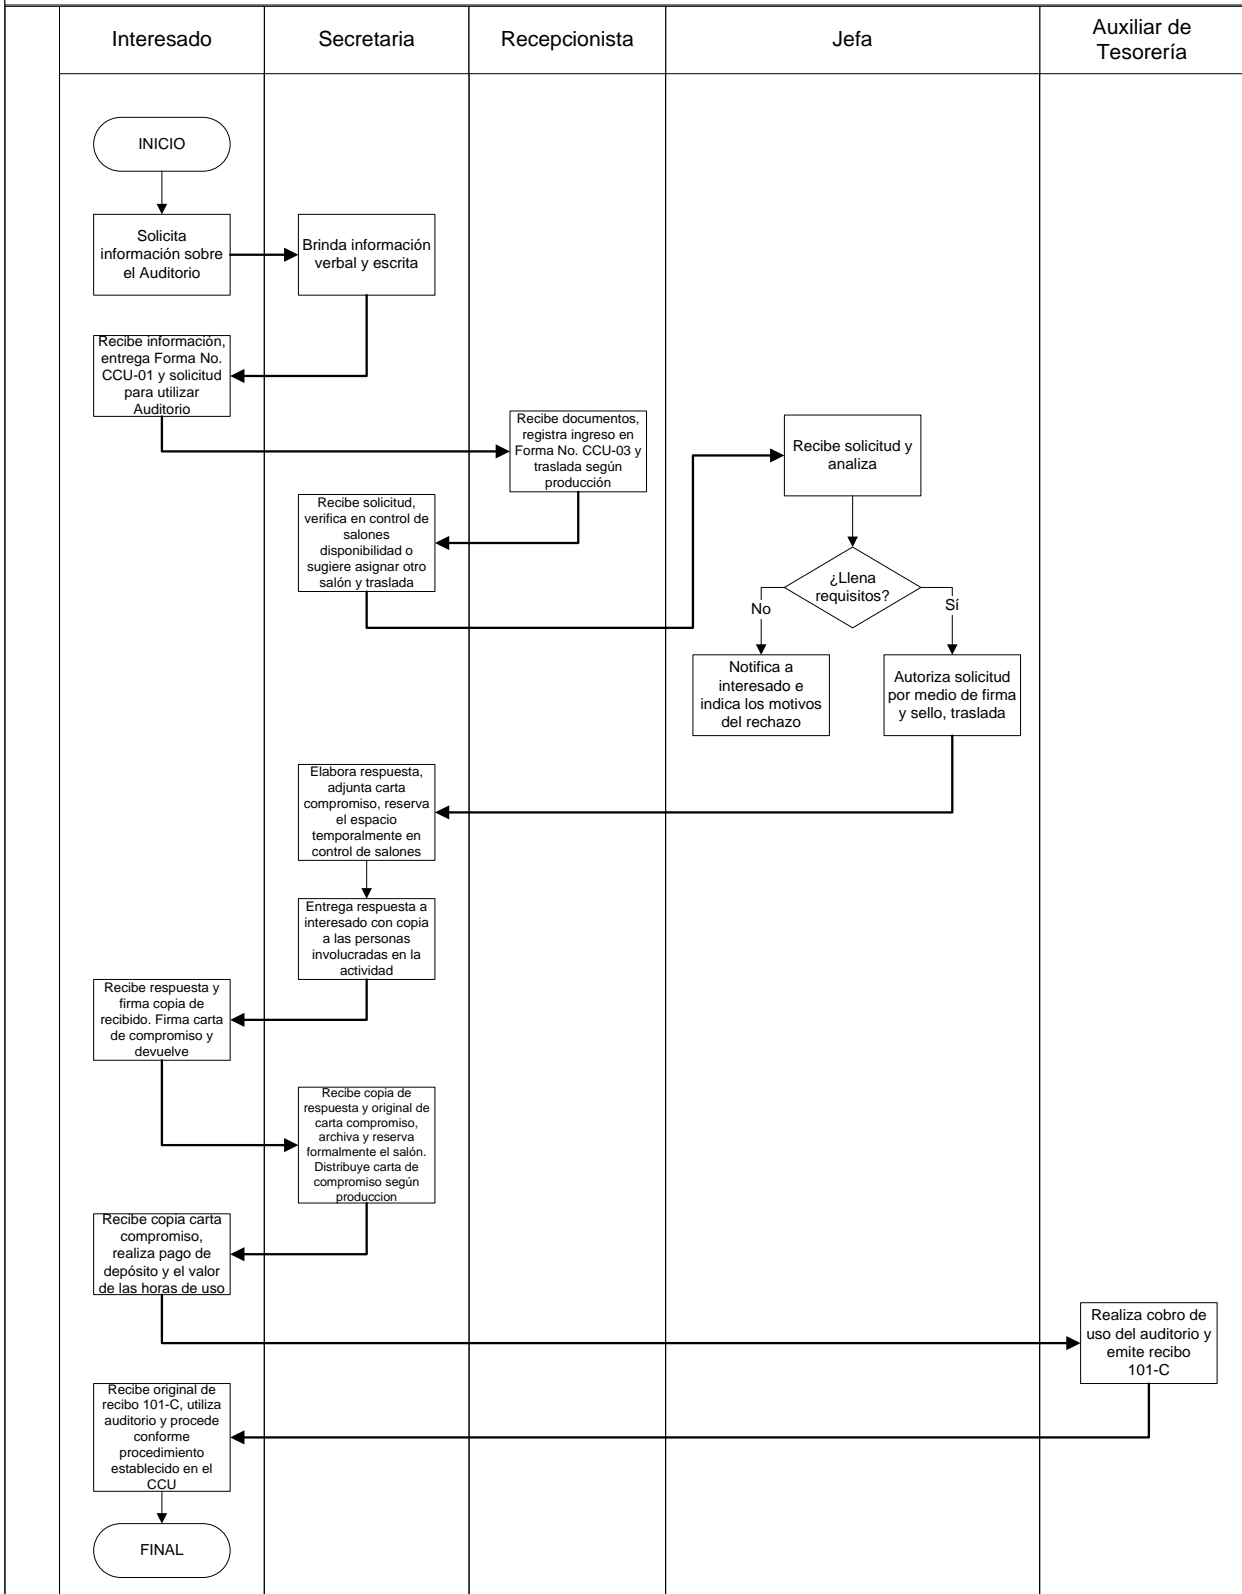 Interesado
Secretaria
Recepcionista
Jefa
Auxiliar de
Tesorería
INICIO
Solicita
información sobre
el Auditorio
Brinda información
verbal y escrita
Recibe información,
entrega Forma No.
CCU-01 y solicitud
para utilizar
Auditorio
Recibe documentos,
registra ingreso en
Forma No. CCU-03 y
traslada según
producción
Recibe solicitud y
analiza
Recibe solicitud,
verifica en control de
salones
disponibilidad o
sugiere asignar otro
salón y traslada
¿Llena
requisitos?
No
Sí
Notifica a
interesado e
indica los motivos
del rechazo
Autoriza solicitud
por medio de firma
y sello, traslada
Elabora respuesta,
adjunta carta
compromiso, reserva
el espacio
temporalmente en
control de salones
Entrega respuesta a
interesado con copia
a las personas
involucradas en la
actividad
Recibe respuesta y
firma copia de
recibido. Firma carta
de compromiso y
devuelve
Recibe copia de
respuesta y original de
carta compromiso,
archiva y reserva
formalmente el salón.
Distribuye carta de
compromiso según
produccion
Recibe copia carta
compromiso,
realiza pago de
depósito y el valor
de las horas de uso
Realiza cobro de
uso del auditorio y
emite recibo
101-C
Recibe original de
recibo 101-C, utiliza
auditorio y procede
conforme
procedimiento
establecido en el
CCU
FINAL